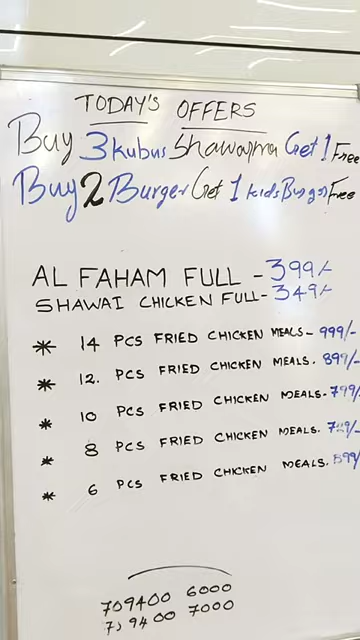 TODAY'S OFFERS
Buy 3 Kubus Shawarma Get 1 Free
Buy 2 Burger Get 1 kids Burger Free
AL FAHAM FULL - 399/-
SHAWAI CHICKEN FULL - 349/-
* 14 PCS FRIED CHICKEN MEALS - 999/-
* 12. PCS FRIED CHICKEN MEALS. 899/-
* 10 PCS FRIED CHICKEN MEALS. 799/-
* 8 PCS FRIED CHICKEN MEALS.
* 6 PCS FRIED CHICKEN MEALS. 599/
709400 6000
709400 7000